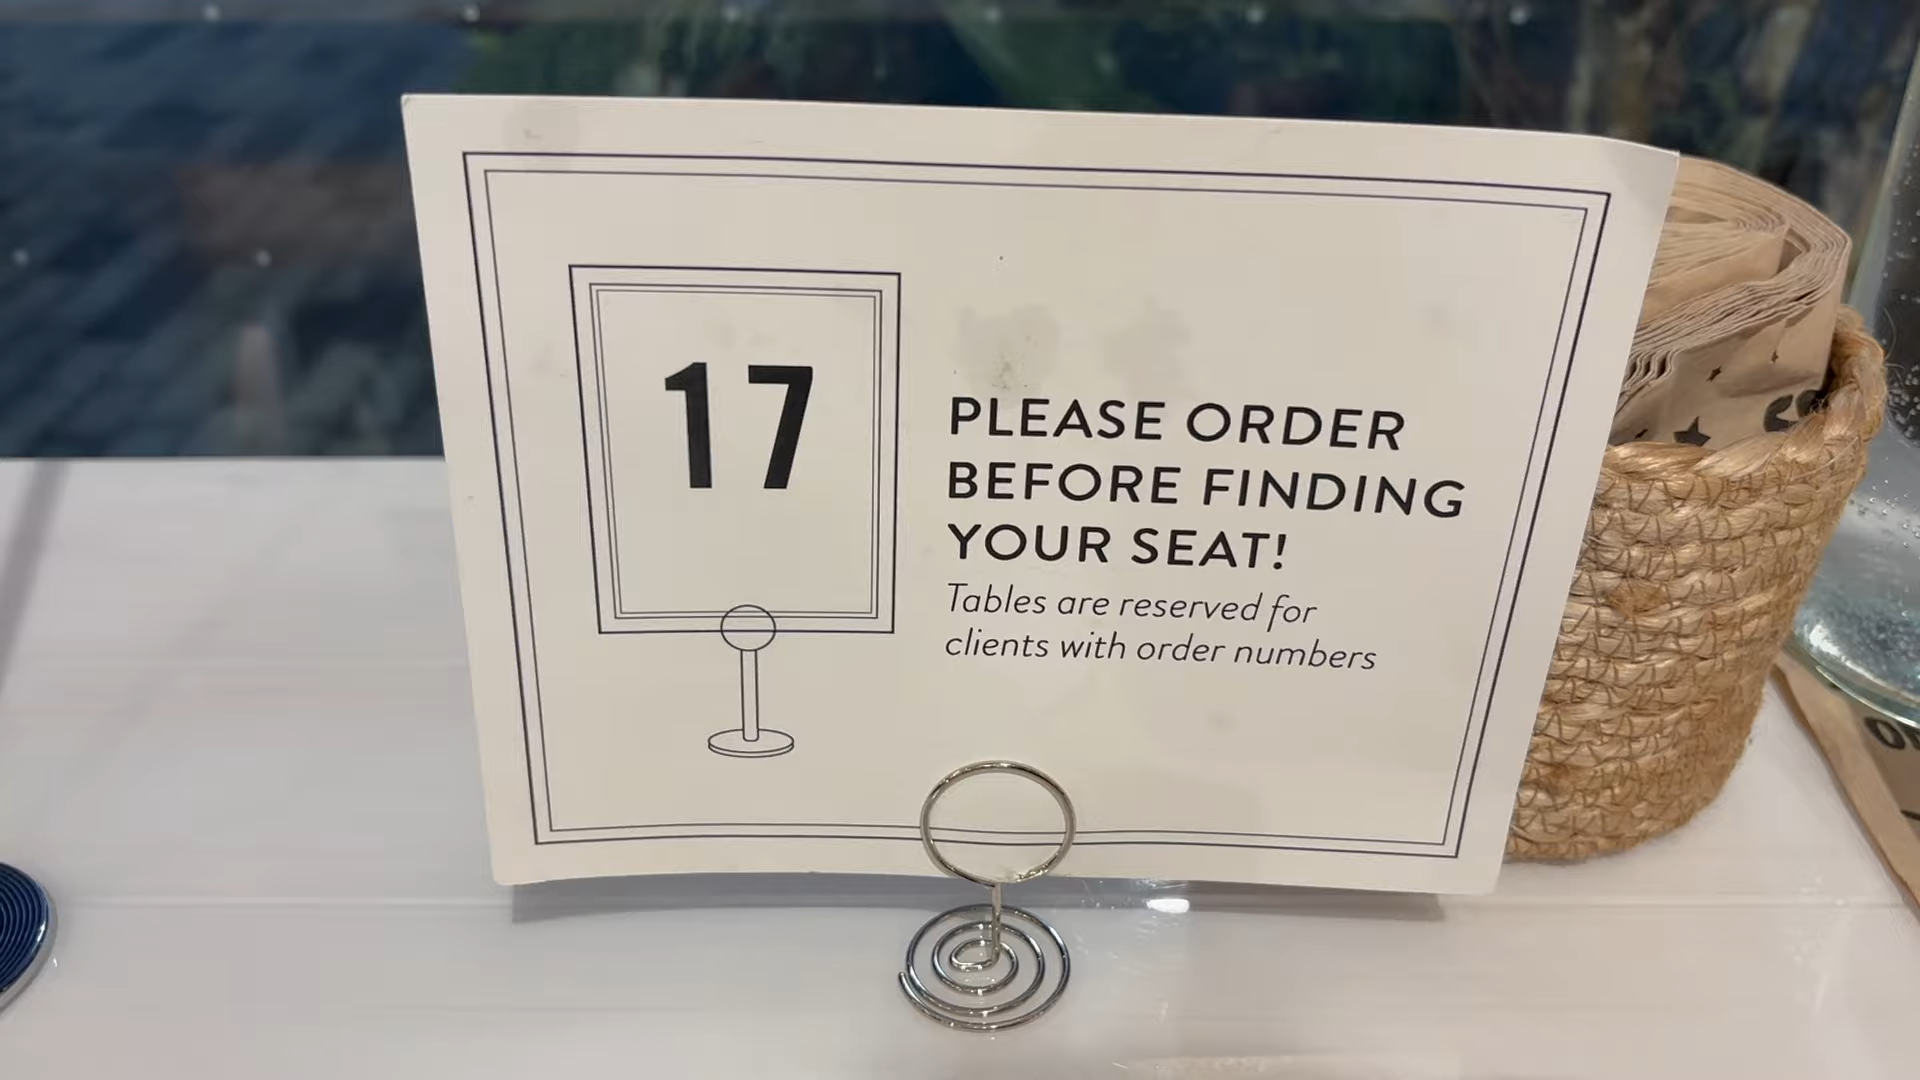 17
PLEASE ORDER
BEFORE FINDING
YOUR SEAT!
Tables are reserved for
clients with order numbers